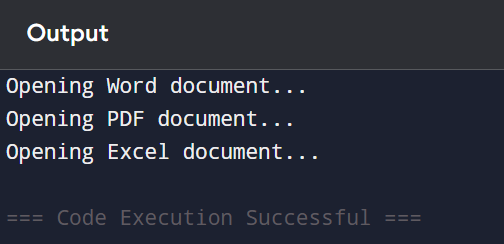 Output
Opening Word document...
Opening PDF document...
Opening Excel document...
=== Code Execution Successful ===